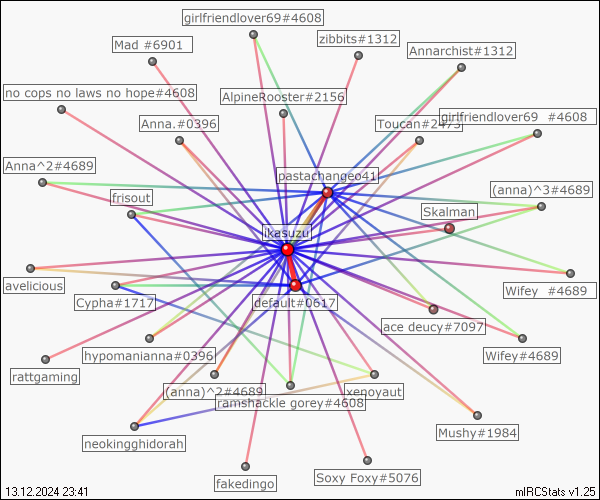 girlfriendlover69#4608
zibbits#1312
Mad #6901
Annarchist#1312
no cops no laws no hope#4608
AlpineRooster#2156
girlfriendlover69 #4608
Anna.#0396
Toucan#2473
Anna^2#4689
pastachangeo41
(anna)^3#4689
frisout
Skalman
ikasuzu
avelicious
Wifey #4689
Cypha#1717
default#0617
ace deucy#7097
hypomanianna#0396
Wifey#4689
rattgaming
(anna)^2#4689
xenoyaut
ramshackle gorey#4608
Mushy#1984
neokingghidorah
Soxy Foxy#5076
fakedingo
13.12.2024 23:41
mIRCStats v1.25